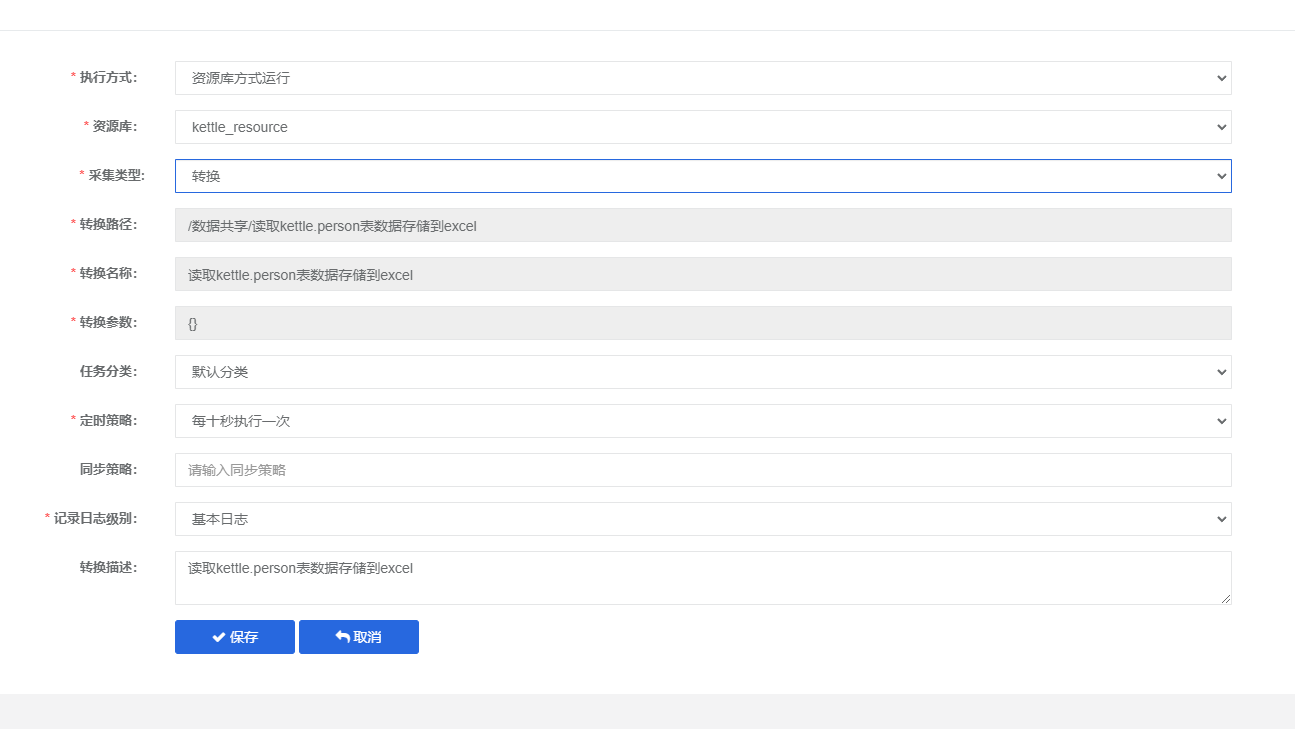 * 执行方式： 资源库方式运行
* 资源库： kettle_resource
* 采集类型: 转换
* 转换路径： /数据共享/读取kettle.person表数据存储到excel
* 转换名称： 读取kettle.person表数据存储到excel
* 转换参数： {}
任务分类： 默认分类
* 定时策略： 每十秒执行一次
同步策略： 请输入同步策略
* 记录日志级别： 基本日志
转换描述： 读取kettle.person表数据存储到excel
保存 取消